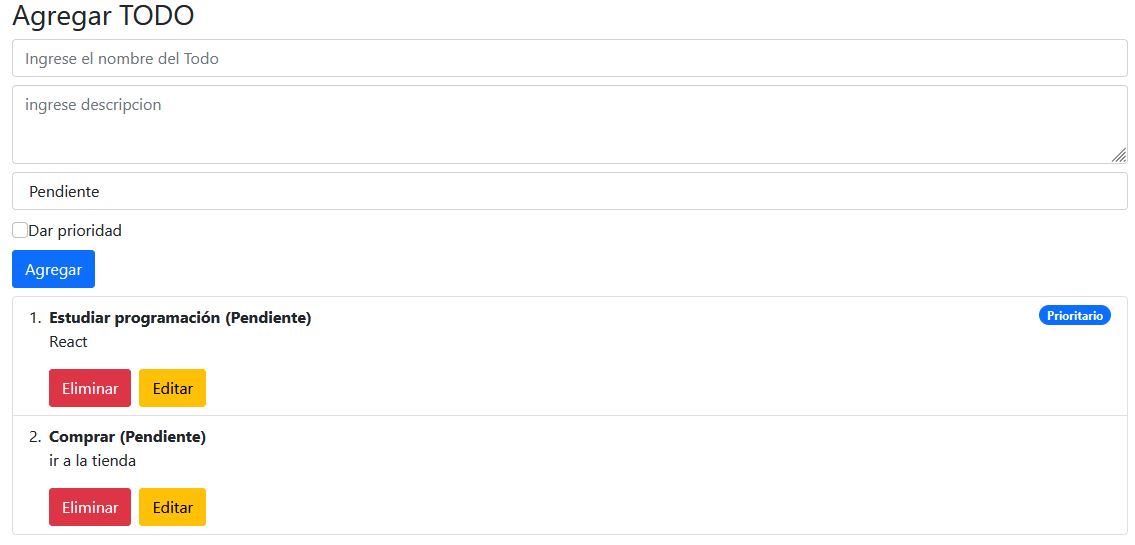 Agregar TODO
Ingrese el nombre del Todo
ingrese descripcion
Pendiente
Dar prioridad
Agregar
1. Estudiar programación (Pendiente) Prioritario
React
Eliminar Editar
2. Comprar (Pendiente)
ir a la tienda
Eliminar Editar